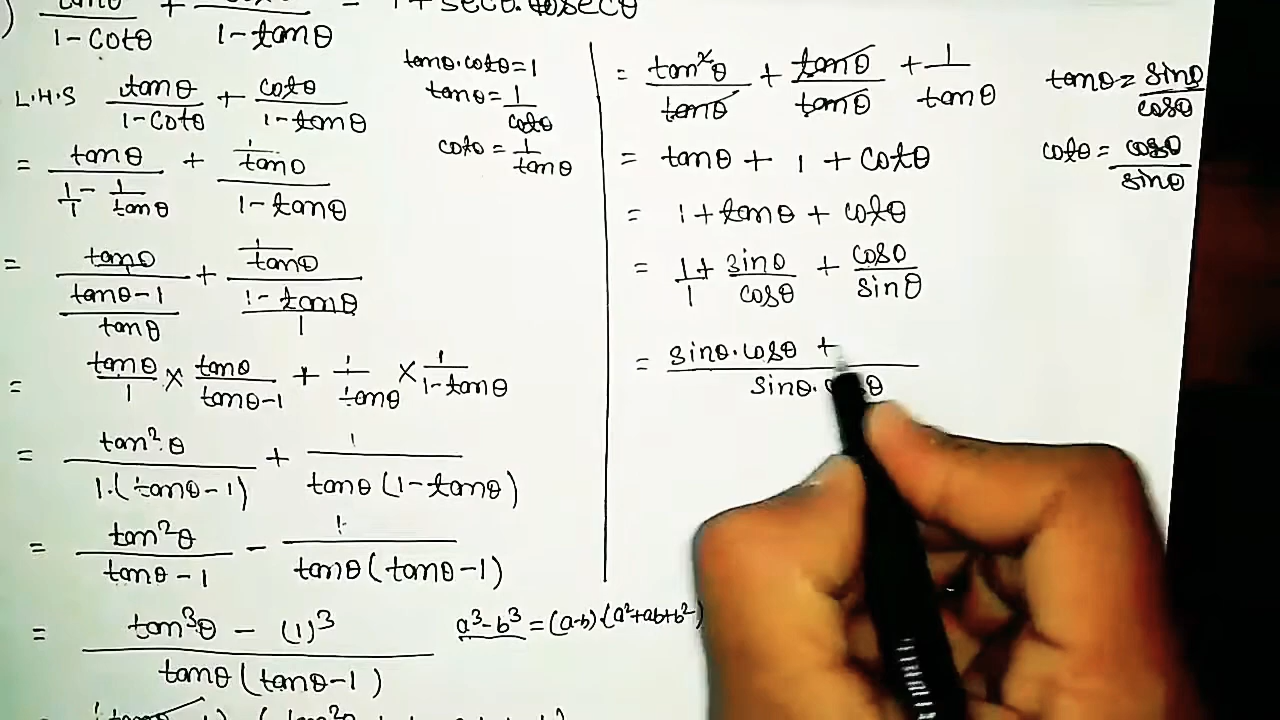 ) tanθ/(1-cotθ) + cotθ/(1-tanθ) = 1+secθ.cosecθ
L.H.S tanθ/(1-cotθ) + cotθ/(1-tanθ)
= tanθ/(1/1 - 1/tanθ) + (1/tanθ)/(1-tanθ)
= tanθ/((tanθ-1)/tanθ) + (1/tanθ)/((1-tanθ)/1)
= tanθ/1 × tanθ/(tanθ-1) + 1/tanθ × 1/(1-tanθ)
= tan²θ/(1.(tanθ-1)) + 1/(tanθ(1-tanθ))
= tan²θ/(tanθ-1) - 1/(tanθ(tanθ-1))
= (tan³θ - (1)³)/(tanθ(tanθ-1))
tanθ.cotθ=1
tanθ=1/cotθ
cotθ=1/tanθ
a³-b³=(a-b).(a²+ab+b²)
= tan²θ/tanθ + tanθ/tanθ + 1/tanθ
= tanθ + 1 + cotθ
= 1+tanθ + cotθ
= 1/1 + sinθ/cosθ + cosθ/sinθ
= sinθ.cosθ + / sinθ.
tanθ = sinθ/cosθ
cotθ = cosθ/sinθ